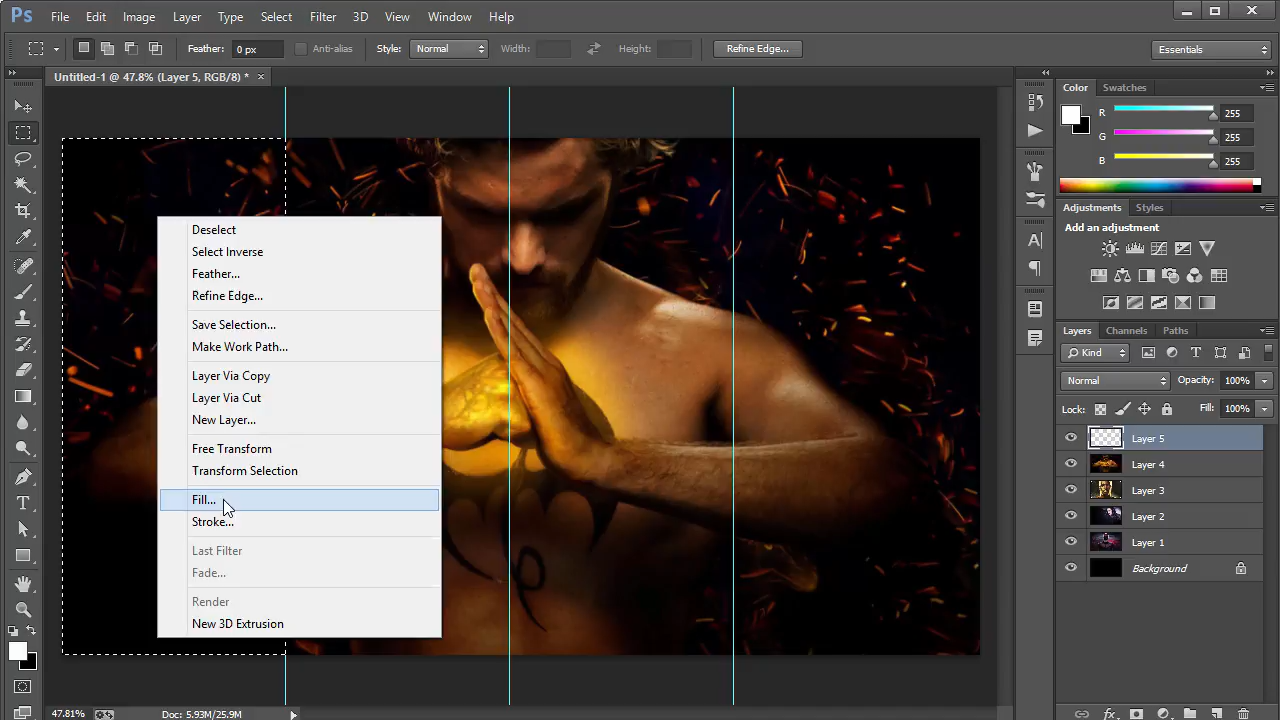 Ps File Edit Image Layer Type Select Filter 3D View Window Help
Feather: 0 px Anti-alias Style: Normal Width: Height: Refine Edge... Essentials
Untitled-1 @ 47.8% (Layer 5, RGB/8) * ×
Color Swatches
R 255
G 255
B 255
Adjustments Styles
Add an adjustment
Deselect
Select Inverse
Feather...
Refine Edge...
Save Selection...
Make Work Path...
Layer Via Copy
Layer Via Cut
New Layer...
Free Transform
Transform Selection
Fill...
Stroke...
Last Filter
Fade...
Render
New 3D Extrusion
Layers Channels Paths
Kind
Normal Opacity: 100%
Lock: Fill: 100%
Layer 5
Layer 4
Layer 3
Layer 2
Layer 1
Background
47.81% Doc: 5.93M/25.9M